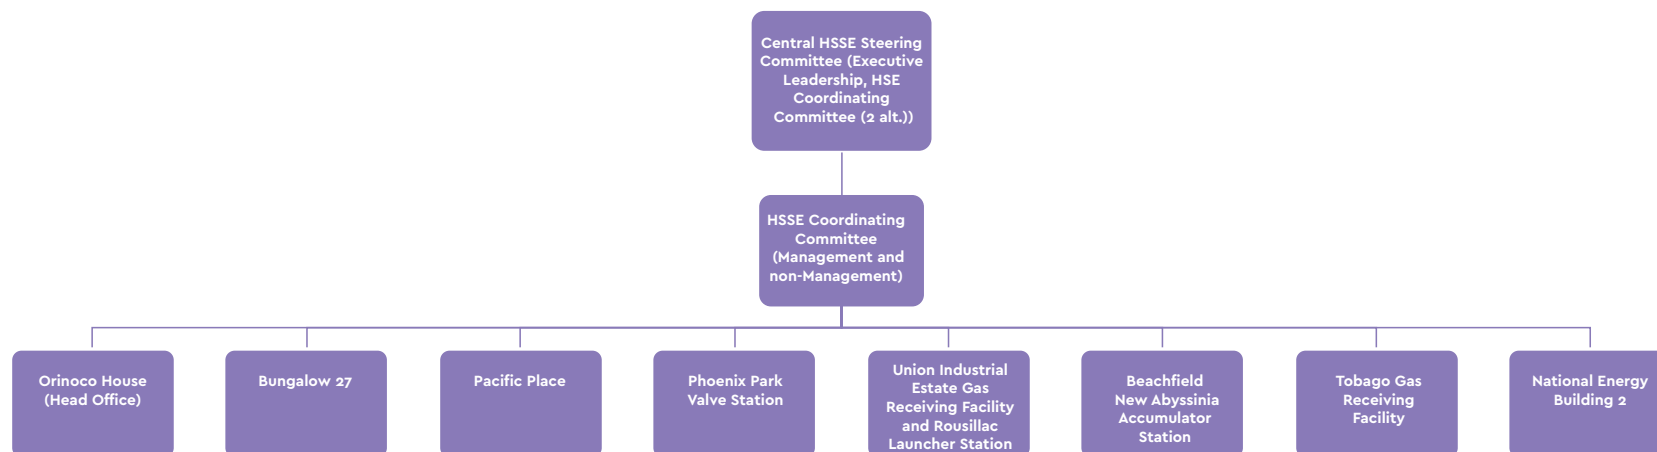 Central HSSE Steering
Committee (Executive
Leadership, HSE
Coordinating
Committee (2 alt.))
HSSE Coordinating
Committee
(Management and
non-Management)
Orinoco House
(Head Office)
Bungalow 27
Pacific Place
Phoenix Park
Valve Station
Union Industrial
Estate Gas
Receiving Facility
and Rousillac
Launcher Station
Beachfield
New Abyssinia
Accumulator
Station
Tobago Gas
Receiving
Facility
National Energy
Building 2